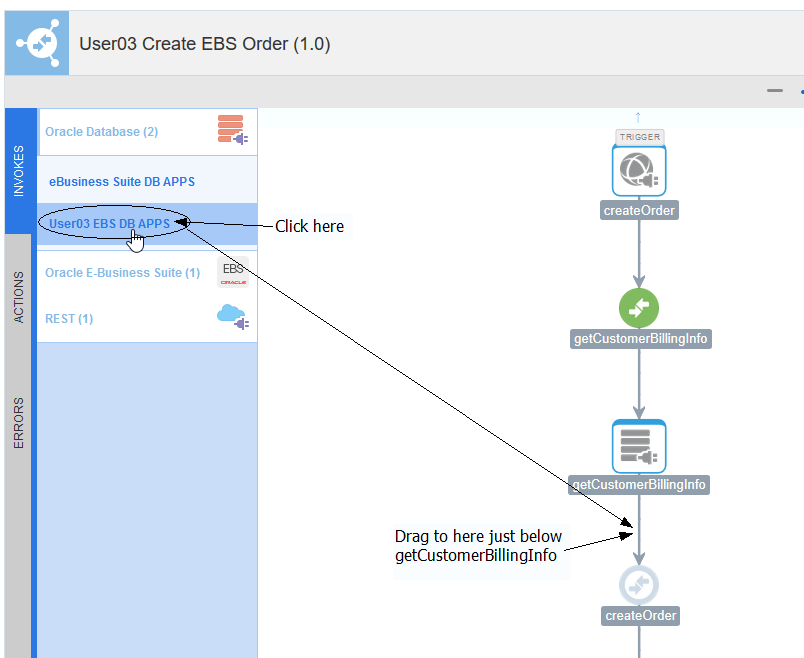 User03 Create EBS Order (1.0)
INVOKES
ACTIONS
ERRORS
Oracle Database (2)
eBusiness Suite DB APPS
User03 EBS DB APPS
Click here
Oracle E-Business Suite (1)
EBS
ORACLE
REST (1)
TRIGGER
createOrder
getCustomerBillingInfo
getCustomerBillingInfo
Drag to here just below
getCustomerBillingInfo
createOrder